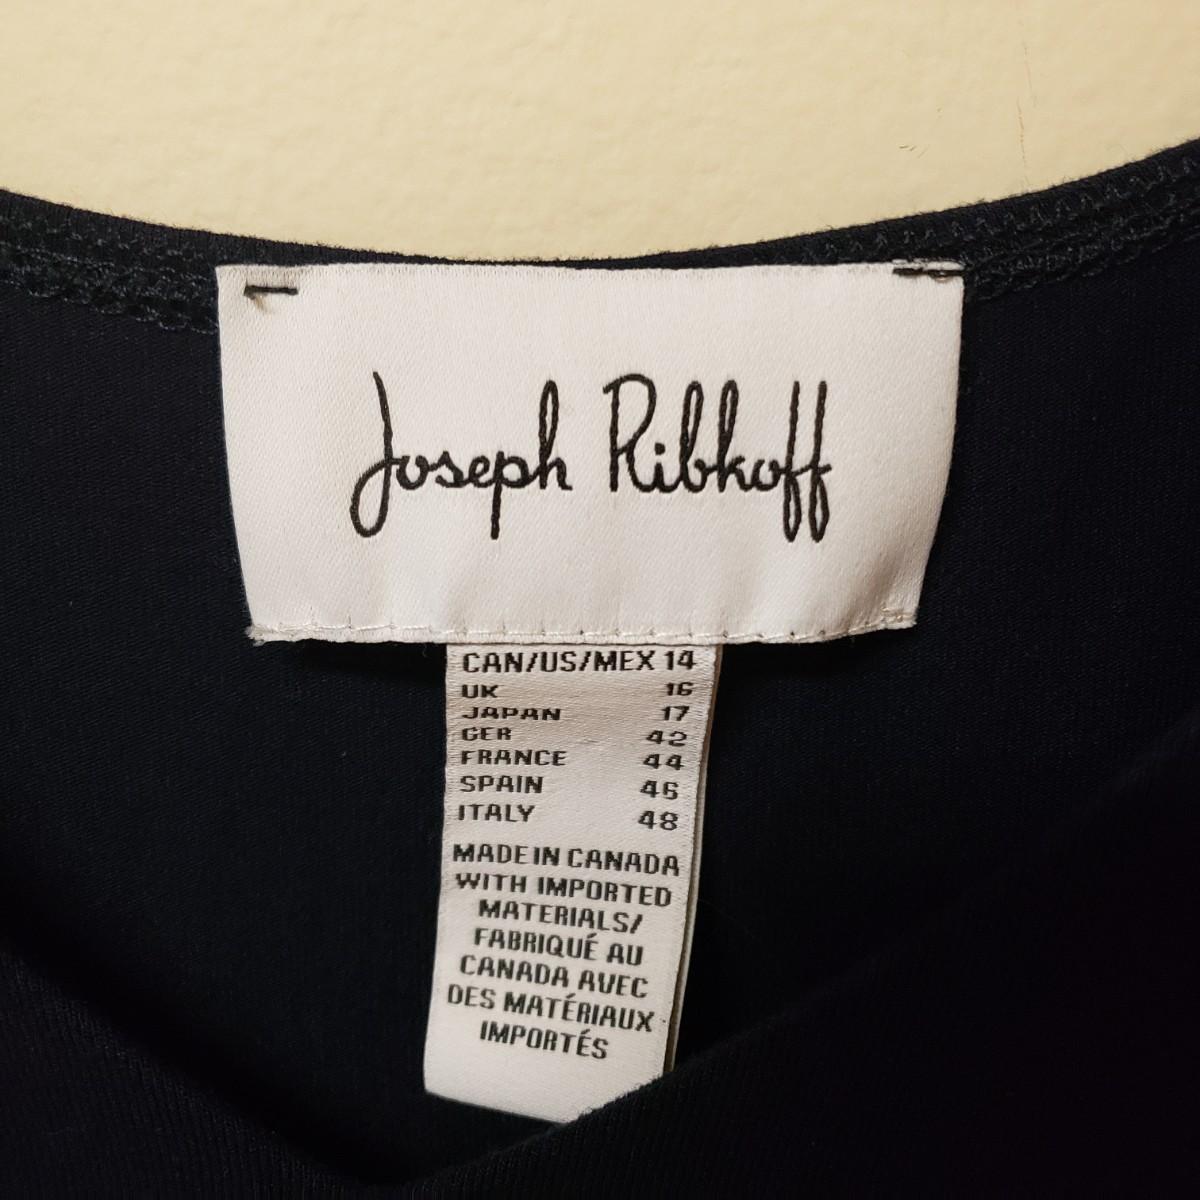 Joseph Ribkoff
CAN/US/MEX 14
UK 16
JAPAN 17
GER 42
FRANCE 44
SPAIN 46
ITALY 48
MADE IN CANADA
WITH IMPORTED
MATERIALS/
FABRIQUÉ AU
CANADA AVEC
DES MATÉRIAUX
IMPORTÉS